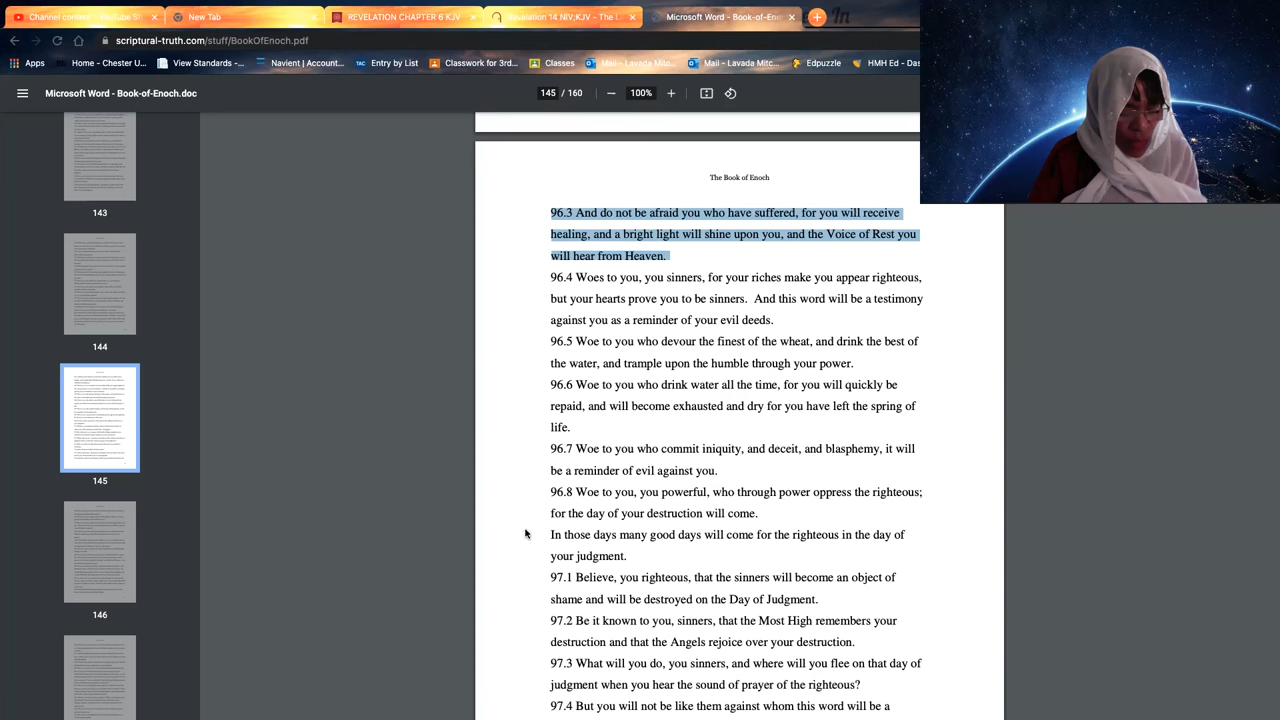 Channel content - YouTube St
New Tab
REVELATION CHAPTER 6 KJV
Revelation 14 NIV;KJV - The L
Microsoft Word - Book-of-Eno
In
scriptural-truth.com/stuff/BookOfEnoch.pdf
Apps
Home - Chester U...
View Standards -...
Navient | Account...
TAC Entry by List
Classwork for 3rd...
Classes
Mail – Lavada Mitc...
Mail – Lavada Mitc...
Edpuzzle
HMH Ed - Das
Microsoft Word - Book-of-Enoch.doc
145 / 160
100%
143
144
145
146
The Book of Enoch
96.3 And do not be afraid you who have suffered, for you will receive
healing, and a bright light will shine upon you, and the Voice of Rest you
will hear from Heaven.
96.4 Woes to you, you sinners, for your riches make you appear righteous,
but your hearts prove you to be sinners. And this word will be a testimony
against you as a reminder of your evil deeds.
96.5 Woe to you who devour the finest of the wheat, and drink the best of
the water, and trample upon the humble through your power.
96.6 Woe to you who drink water all the time for you will quickly be
repaid, and will become exhausted and dry for you have left the spring of
life.
96.7 Woe to you who commit iniquity, and deceit, and blasphemy, it will
be a reminder of evil against you.
96.8 Woe to you, you powerful, who through power oppress the righteous;
for the day of your destruction will come.
In those days many good days will come for the righteous in the day of
your judgment.
97.1 Believe, you righteous, that the sinners will become an object of
shame and will be destroyed on the Day of Judgment.
97.2 Be it known to you, sinners, that the Most High remembers your
destruction and that the Angels rejoice over your destruction.
97.3 What will you do, you sinners, and where will you flee on that day of
judgment when you hear the sound of prayer of the righteous?
97.4 But you will not be like them against whom this word will be a